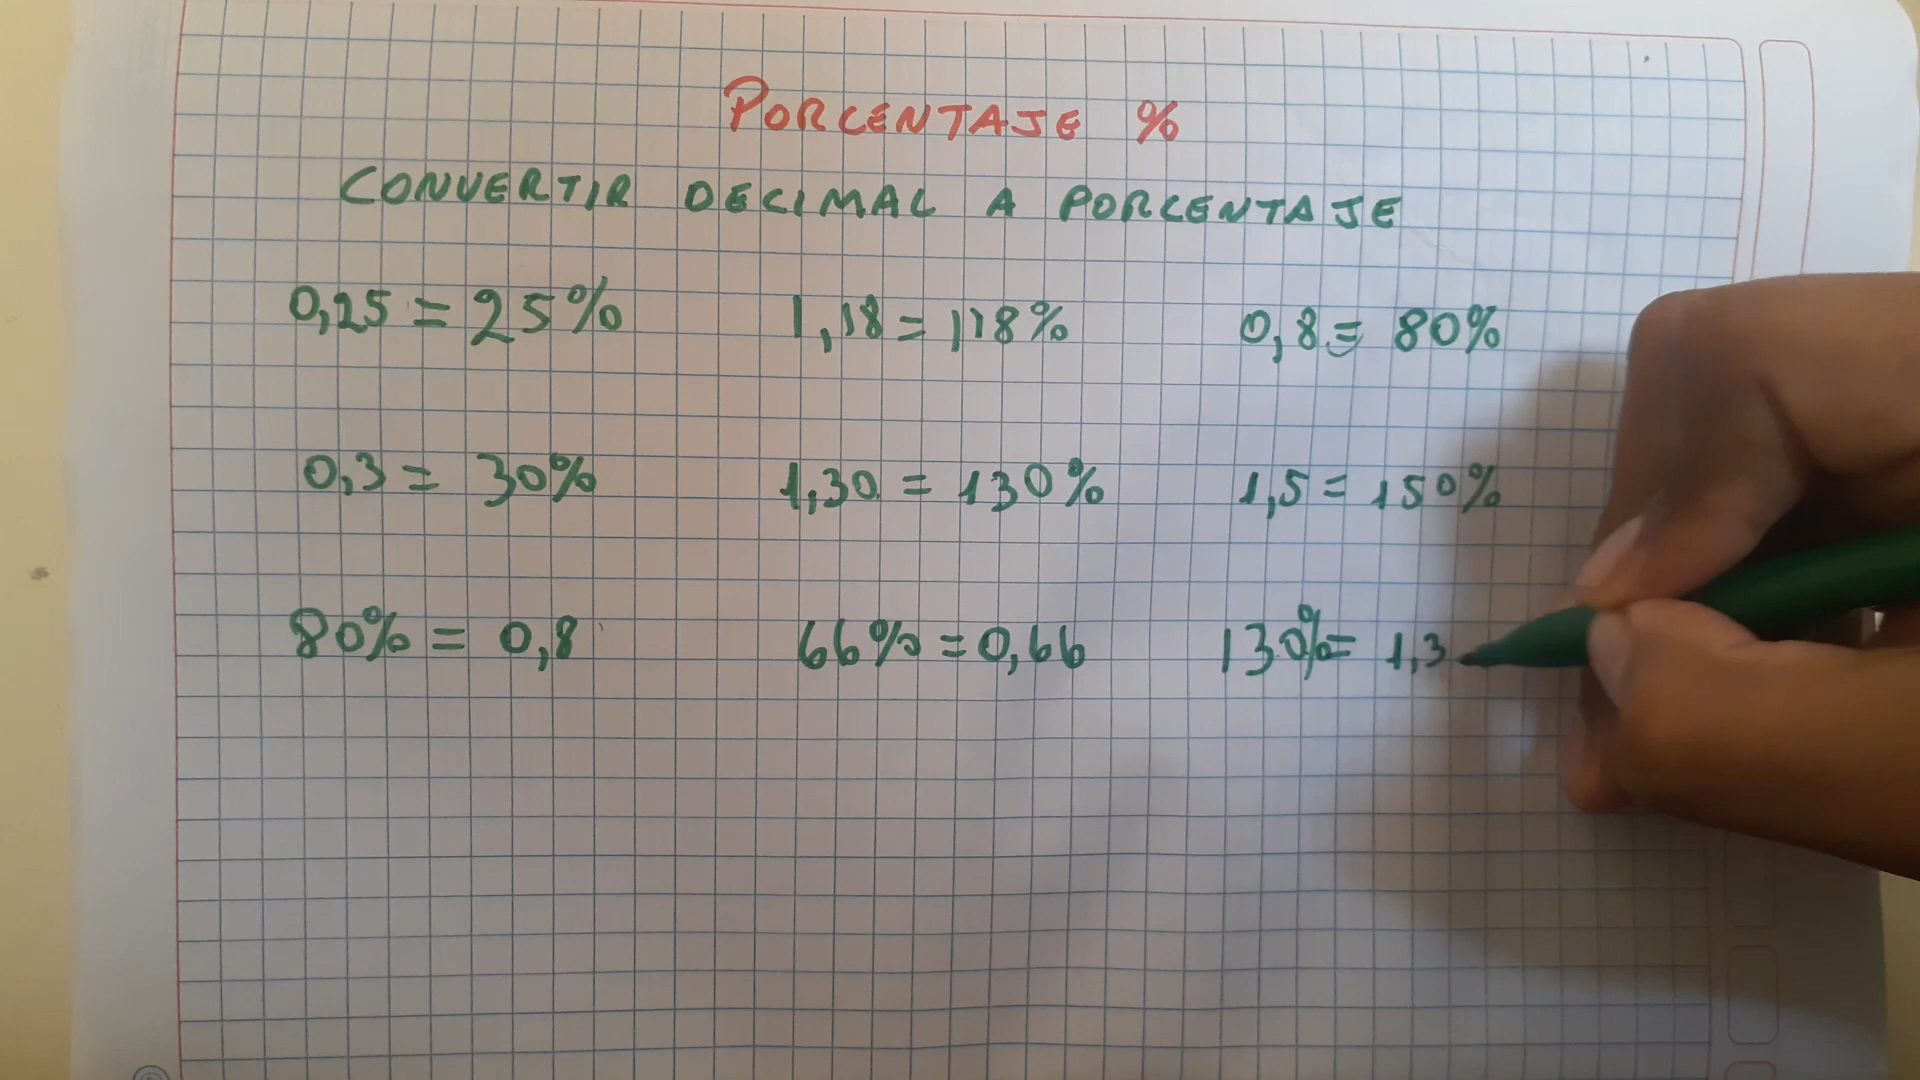 PORCENTAJE %
CONVERTIR DECIMAL A PORCENTAJE
0,25 = 25% 1,18 = 118% 0,8 = 80%
0,3 = 30% 1,30 = 130% 1,5 = 150%
80% = 0,8 66% = 0,66 130% = 1,3